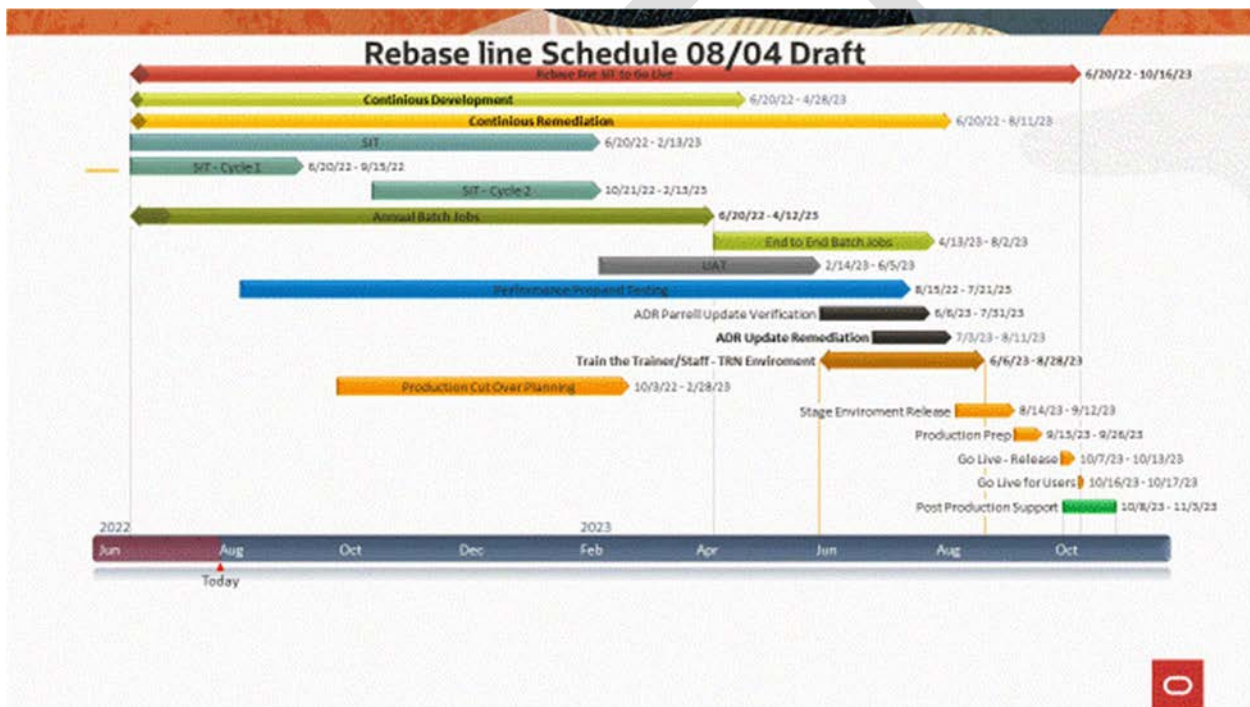 Rebase line Schedule 08/04 Draft
Rebase line SIT to Go Live 6/20/22 - 10/16/23
Continious Development 6/20/22 - 4/28/23
Continious Remediation 6/20/22 - 8/11/23
SIT 6/20/22 - 2/13/23
SIT - Cycle 1 6/20/22 - 9/15/22
SIT - Cycle 2 10/21/22 - 2/13/23
Annual Batch Jobs 6/20/22 - 4/12/23
End to End Batch Jobs 4/13/23 - 8/2/23
UAT 2/14/23 - 6/5/23
Performance Prepared Testing 8/15/22 - 7/21/23
ADR Parrell Update Verification 6/6/23 - 7/31/23
ADR Update Remediation 7/3/23 - 8/11/23
Train the Trainer/Staff - TRN Enviroment 6/6/23 - 8/28/23
Production Cut Over Planning 10/3/22 - 2/28/23
Stage Enviroment Release 8/14/23 - 9/12/23
Production Prep 9/13/23 - 9/26/23
Go Live - Release 10/7/23 - 10/13/23
Go Live for Users 10/16/23 - 10/17/23
Post Production Support 10/8/23 - 11/3/23
2022 2023
Jun Aug Oct Dec Feb Apr Jun Aug Oct
Today